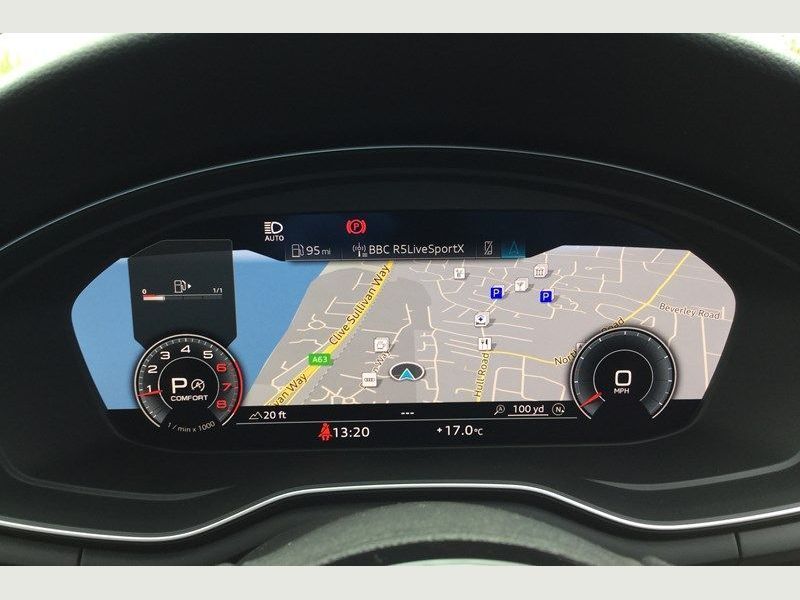 AUTO
P
95 mi
BBC R5LiveSportX
0 1/1
Clive Sullivan Way
P
P
Beverley Road
A63
Hull Road
1 2 3 4 5 6 7 8
P
COMFORT
1 / min x 1000
0
MPH
20 ft
---
100 yd
N
13:20
+17.0°C